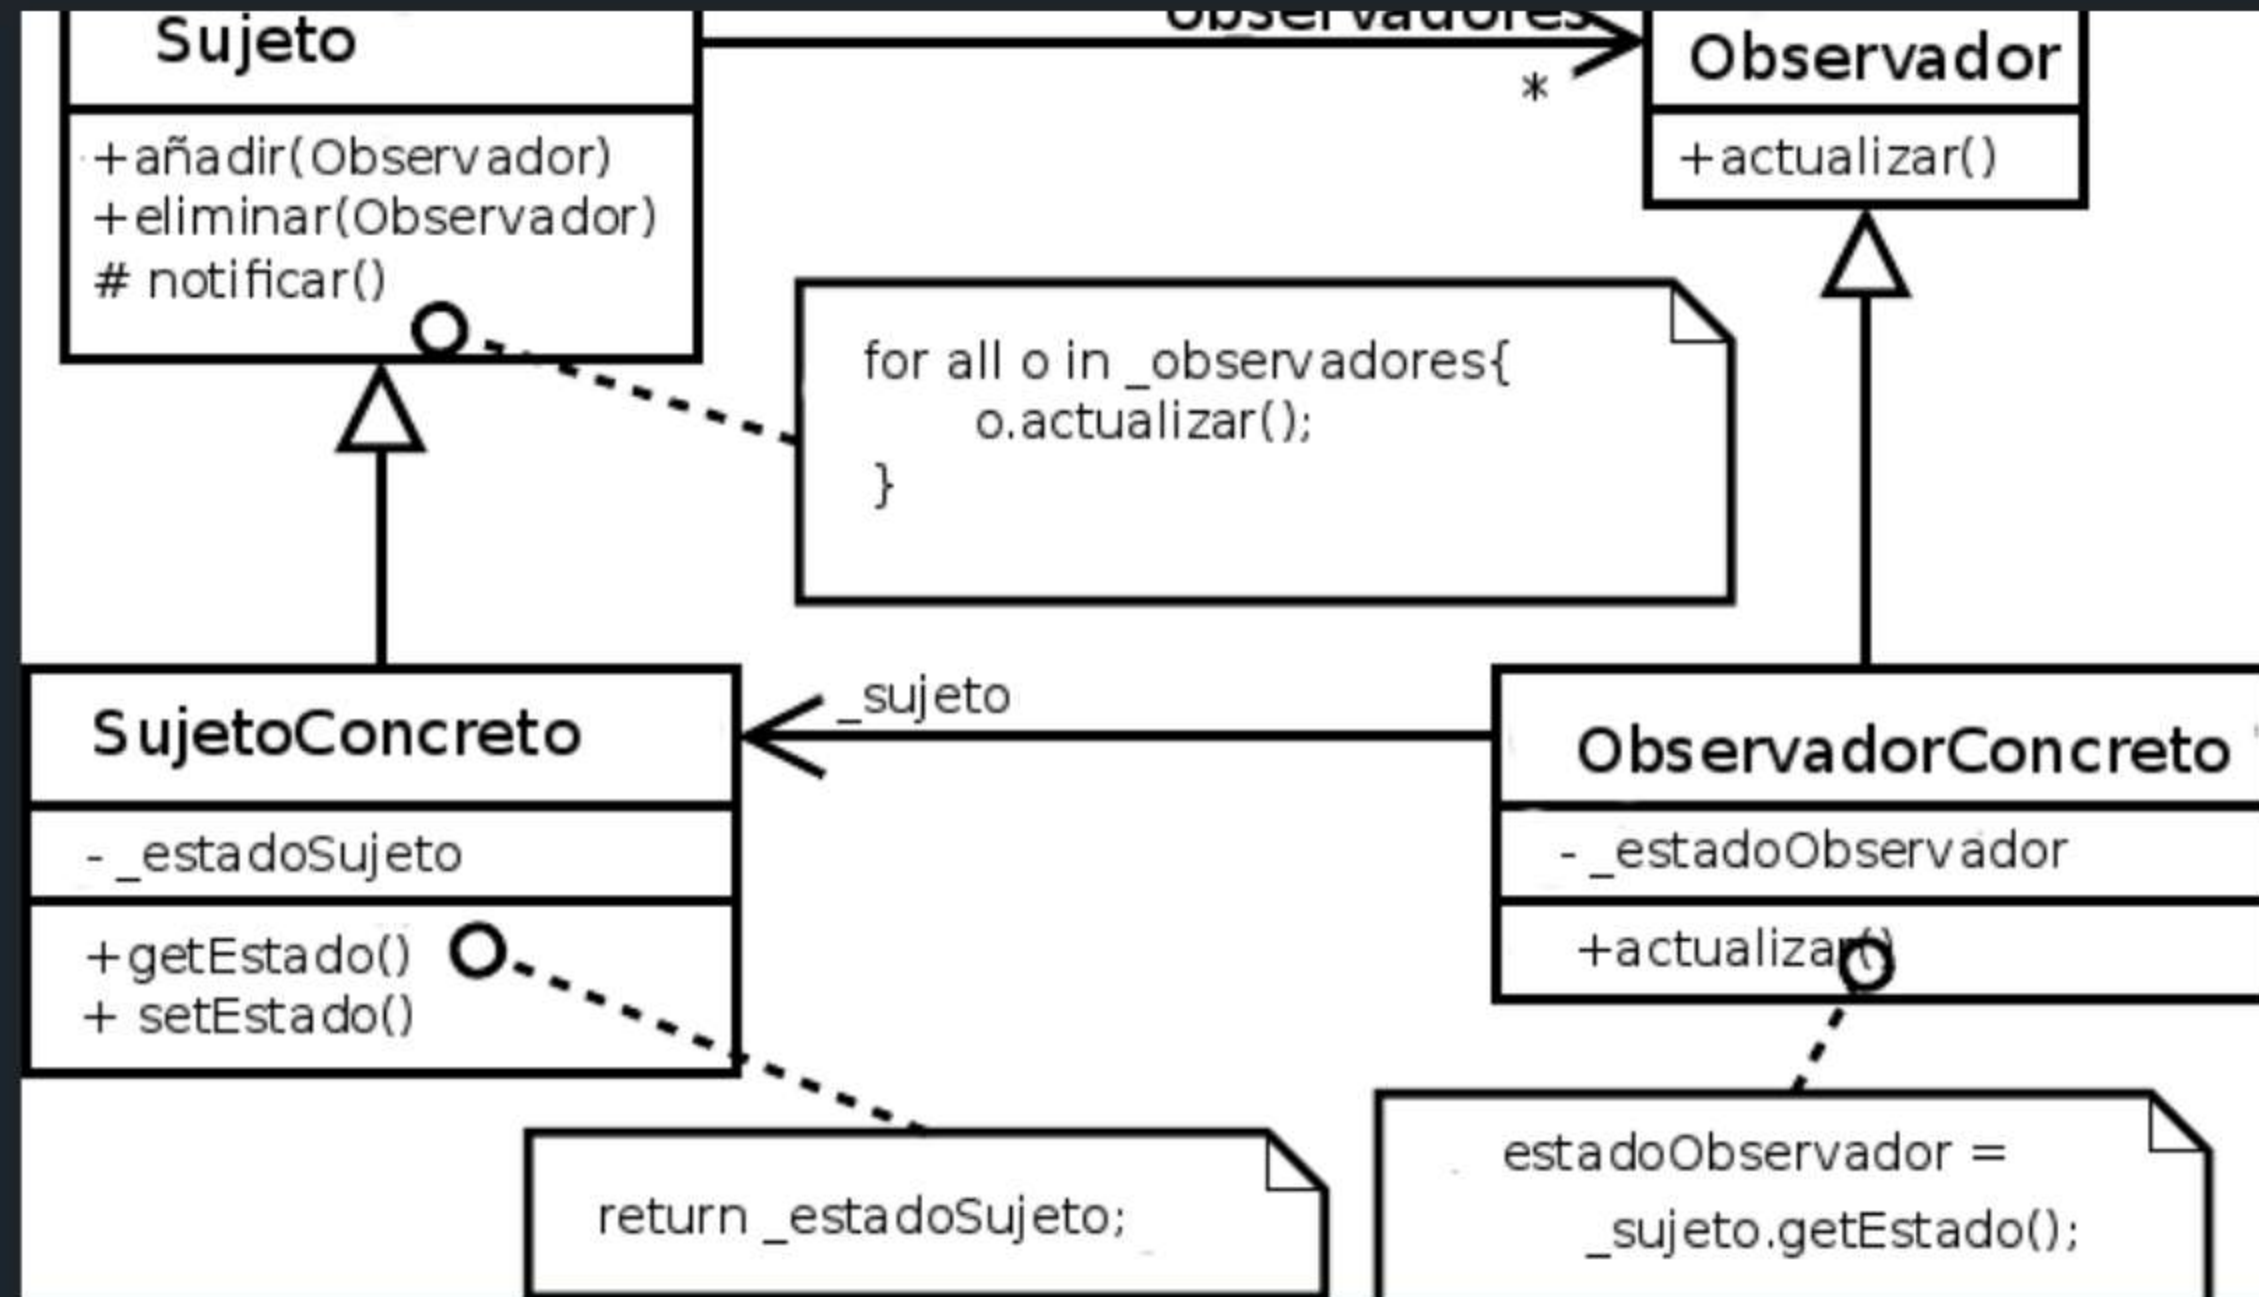 Sujeto
observadores
*
Observador
+añadir(Observador)
+eliminar(Observador)
# notificar()
+actualizar()
for all o in _observadores{
o.actualizar();
}
SujetoConcreto
_sujeto
ObservadorConcreto
- _estadoSujeto
- _estadoObservador
+getEstado()
+ setEstado()
+actualizar()
return _estadoSujeto;
estadoObservador =
_sujeto.getEstado();